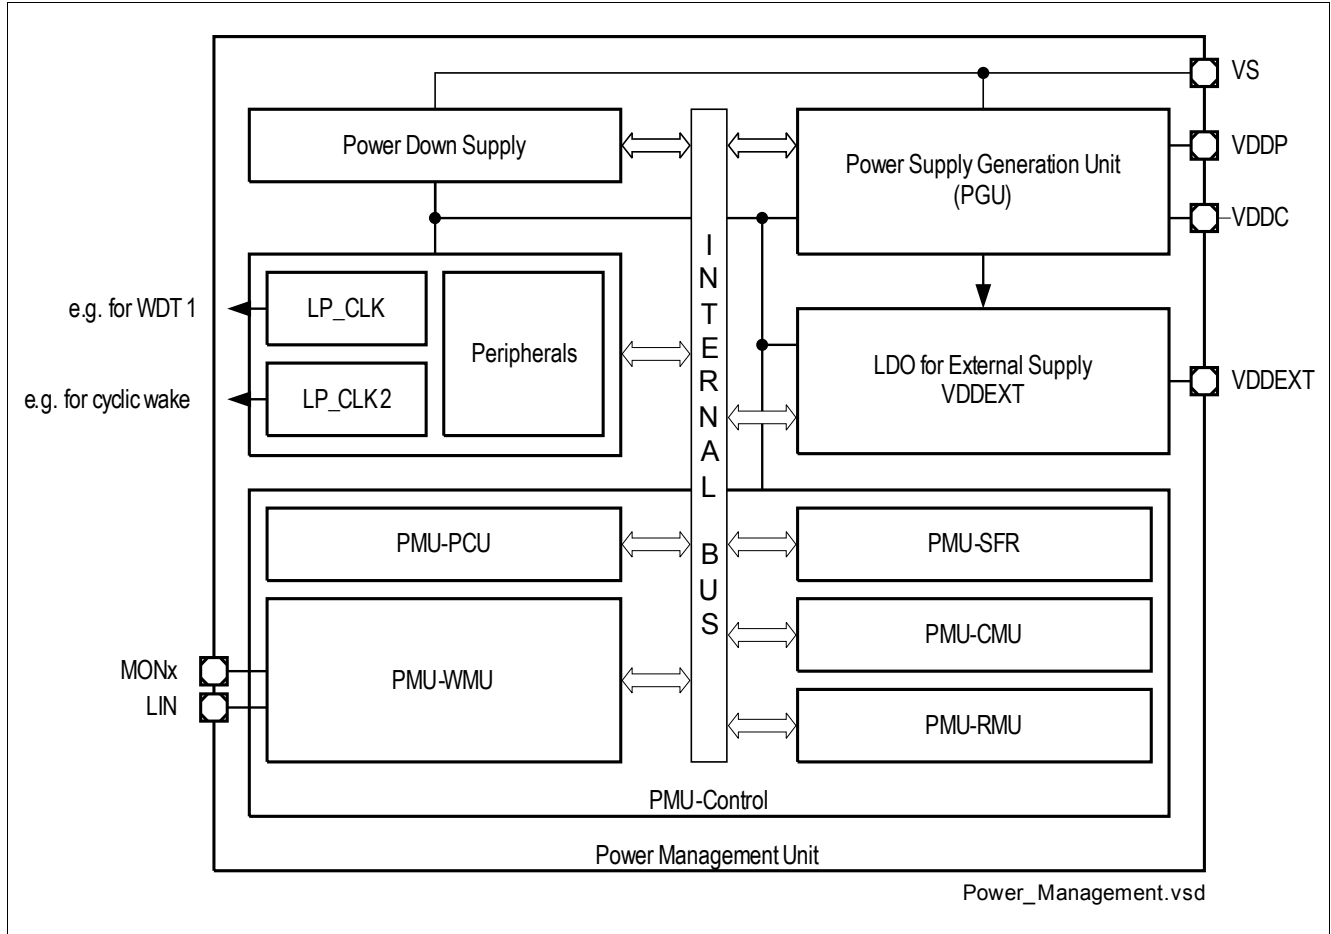 VS
Power Down Supply
Power Supply Generation Unit
(PGU)
VDDP
VDDC
INTERNAL BUS
e.g. for WDT 1
LP_CLK
Peripherals
LDO for External Supply
VDDEXT
VDDEXT
e.g. for cyclic wake
LP_CLK2
PMU-PCU
PMU-SFR
PMU-CMU
MONx
PMU-WMU
LIN
PMU-RMU
PMU-Control
Power Management Unit
Power_Management.vsd